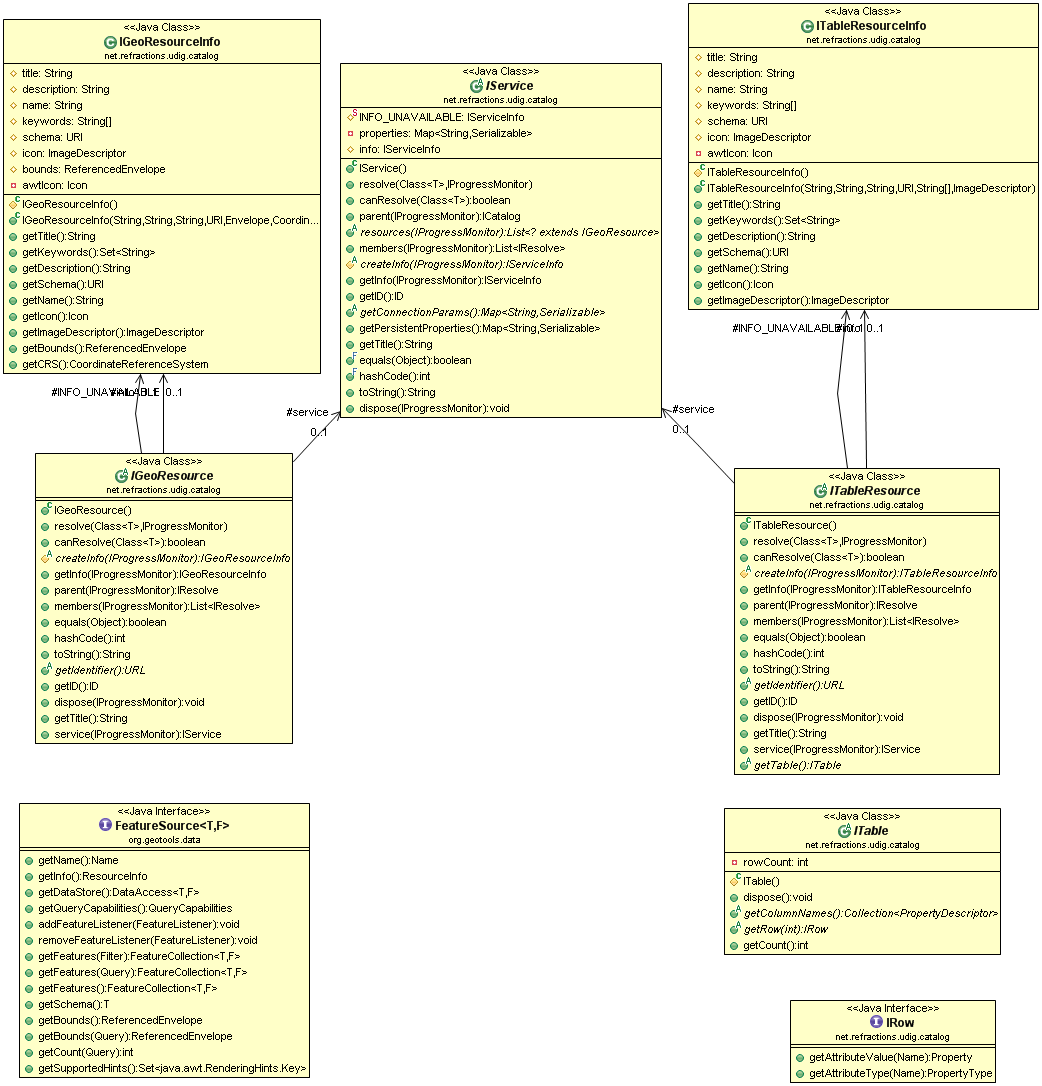 <<Java Class>>
IGeoResourceInfo
net.refractions.udig.catalog
title: String
description: String
name: String
keywords: String[]
schema: URI
icon: ImageDescriptor
bounds: ReferencedEnvelope
awtIcon: Icon
IGeoResourceInfo()
IGeoResourceInfo(String,String,String,URI,Envelope,Coordin...
getTitle():String
getKeywords():Set<String>
getDescription():String
getSchema():URI
getName():String
getIcon():Icon
getImageDescriptor():ImageDescriptor
getBounds():ReferencedEnvelope
getCRS():CoordinateReferenceSystem
<<Java Class>>
IService
net.refractions.udig.catalog
INFO_UNAVAILABLE: IServiceInfo
properties: Map<String,Serializable>
info: IServiceInfo
IService()
resolve(Class<T>,IProgressMonitor)
canResolve(Class<T>):boolean
parent(IProgressMonitor):ICatalog
resources(IProgressMonitor):List<? extends IGeoResource>
members(IProgressMonitor):List<IResolve>
createInfo(IProgressMonitor):IServiceInfo
getInfo(IProgressMonitor):IServiceInfo
getID():ID
getConnectionParams():Map<String,Serializable>
getPersistentProperties():Map<String,Serializable>
getTitle():String
equals(Object):boolean
hashCode():int
toString():String
dispose(IProgressMonitor):void
<<Java Class>>
ITableResourceInfo
net.refractions.udig.catalog
title: String
description: String
name: String
keywords: String[]
schema: URI
icon: ImageDescriptor
awtIcon: Icon
ITableResourceInfo()
ITableResourceInfo(String,String,String,URI,String[],ImageDescriptor)
getTitle():String
getKeywords():Set<String>
getDescription():String
getSchema():URI
getName():String
getIcon():Icon
getImageDescriptor():ImageDescriptor
#INFO_UNAVAILABLE
#info
0..1
0..1
#service
0..1
#service
0..1
#INFO_UNAVAILABLE
#info
0..1
0..1
<<Java Class>>
IGeoResource
net.refractions.udig.catalog
IGeoResource()
resolve(Class<T>,IProgressMonitor)
canResolve(Class<T>):boolean
createInfo(IProgressMonitor):IGeoResourceInfo
getInfo(IProgressMonitor):IGeoResourceInfo
parent(IProgressMonitor):IResolve
members(IProgressMonitor):List<IResolve>
equals(Object):boolean
hashCode():int
toString():String
getIdentifier():URL
getID():ID
dispose(IProgressMonitor):void
getTitle():String
service(IProgressMonitor):IService
<<Java Class>>
ITableResource
net.refractions.udig.catalog
ITableResource()
resolve(Class<T>,IProgressMonitor)
canResolve(Class<T>):boolean
createInfo(IProgressMonitor):ITableResourceInfo
getInfo(IProgressMonitor):ITableResourceInfo
parent(IProgressMonitor):IResolve
members(IProgressMonitor):List<IResolve>
equals(Object):boolean
hashCode():int
toString():String
getIdentifier():URL
getID():ID
dispose(IProgressMonitor):void
getTitle():String
service(IProgressMonitor):IService
getTable():ITable
<<Java Interface>>
FeatureSource<T,F>
org.geotools.data
getName():Name
getInfo():ResourceInfo
getDataStore():DataAccess<T,F>
getQueryCapabilities():QueryCapabilities
addFeatureListener(FeatureListener):void
removeFeatureListener(FeatureListener):void
getFeatures(Filter):FeatureCollection<T,F>
getFeatures(Query):FeatureCollection<T,F>
getFeatures():FeatureCollection<T,F>
getSchema():T
getBounds():ReferencedEnvelope
getBounds(Query):ReferencedEnvelope
getCount(Query):int
getSupportedHints():Set<java.awt.RenderingHints.Key>
<<Java Class>>
ITable
net.refractions.udig.catalog
rowCount: int
ITable()
dispose():void
getColumnNames():Collection<PropertyDescriptor>
getRow(int):IRow
getCount():int
<<Java Interface>>
IRow
net.refractions.udig.catalog
getAttributeValue(Name):Property
getAttributeType(Name):PropertyType